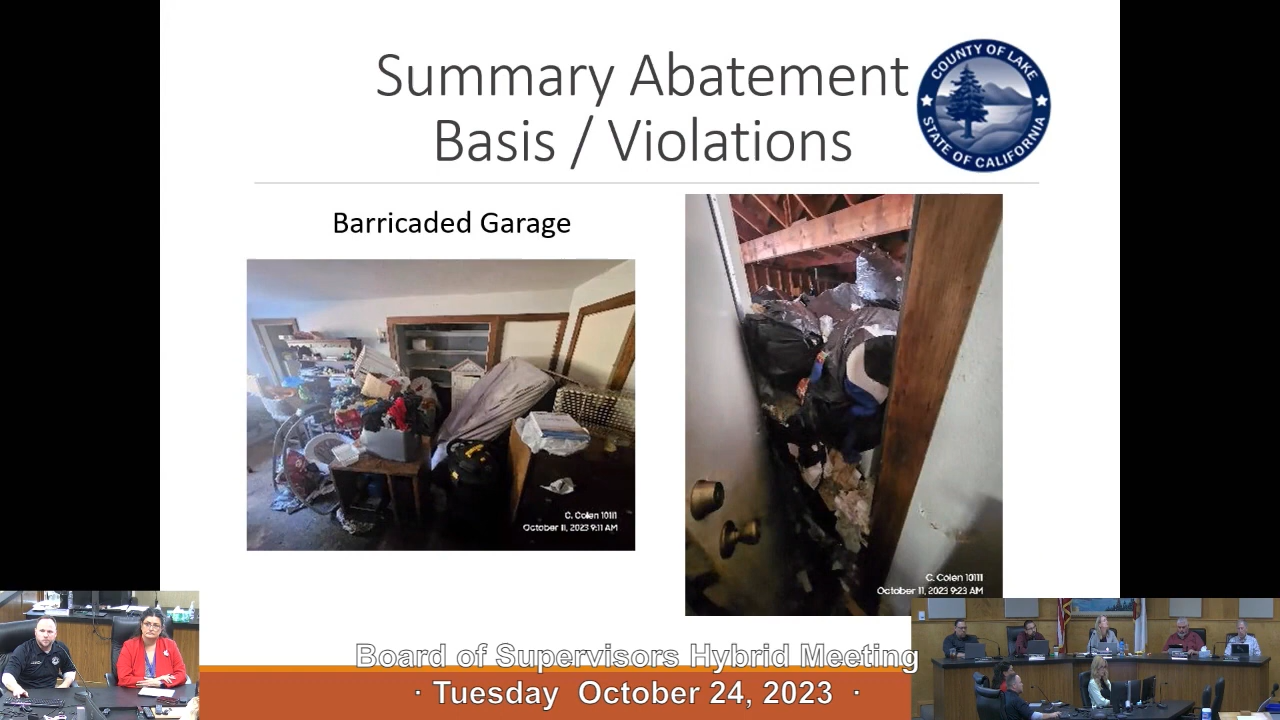 Summary Abatement
Basis / Violations
COUNTY OF LAKE
STATE OF CALIFORNIA
Barricaded Garage
C. Colen 10111
October 11, 2023 9:11 AM
C. Colen 10111
October 11, 2023 9:23 AM
Board of Supervisors Hybrid Meeting
· Tuesday October 24, 2023 ·